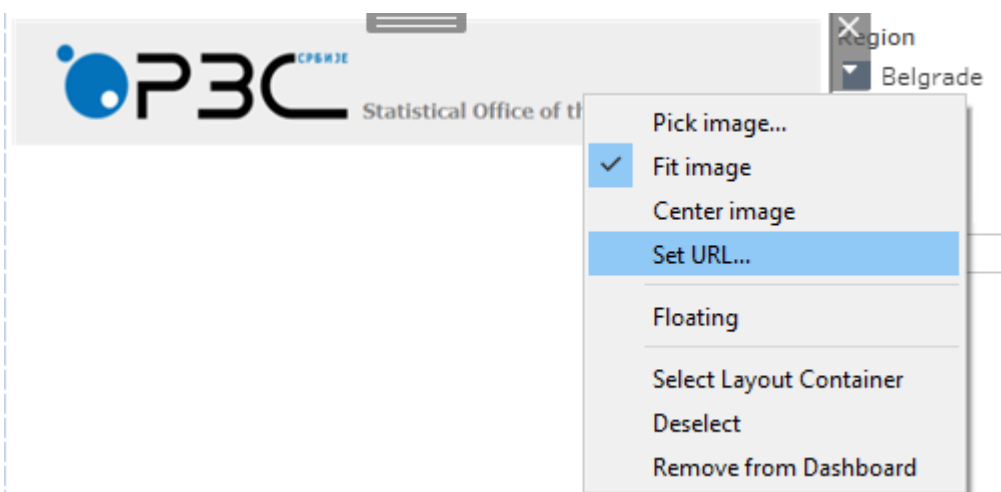 РЗС
СРБИЈЕ
Statistical Office of th
Region
Belgrade
Pick image...
Fit image
Center image
Set URL...
Floating
Select Layout Container
Deselect
Remove from Dashboard